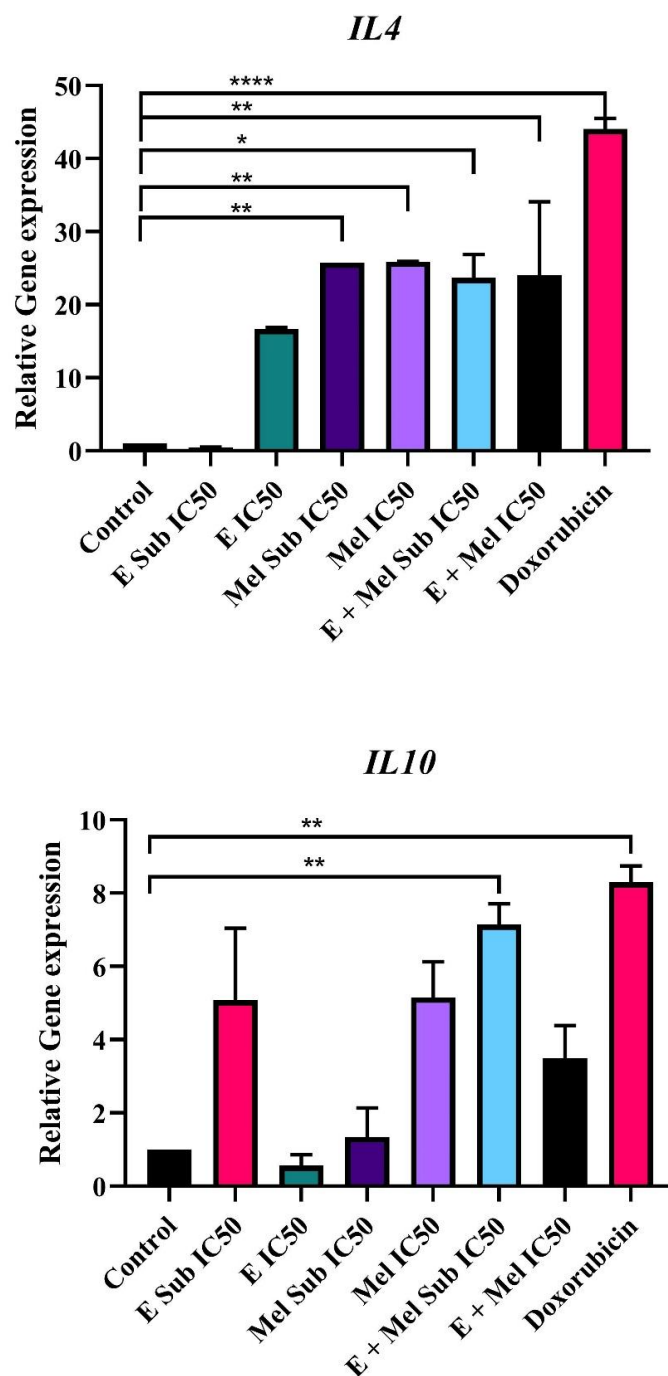 IL4
Relative Gene expression
50
40
30
20
10
0
****
**
*
**
**
Control
E Sub IC50
E IC50
Mel Sub IC50
Mel IC50
E + Mel Sub IC50
E + Mel IC50
Doxorubicin
IL10
Relative Gene expression
10
8
6
4
2
0
**
**
Control
E Sub IC50
E IC50
Mel Sub IC50
Mel IC50
E + Mel Sub IC50
E + Mel IC50
Doxorubicin